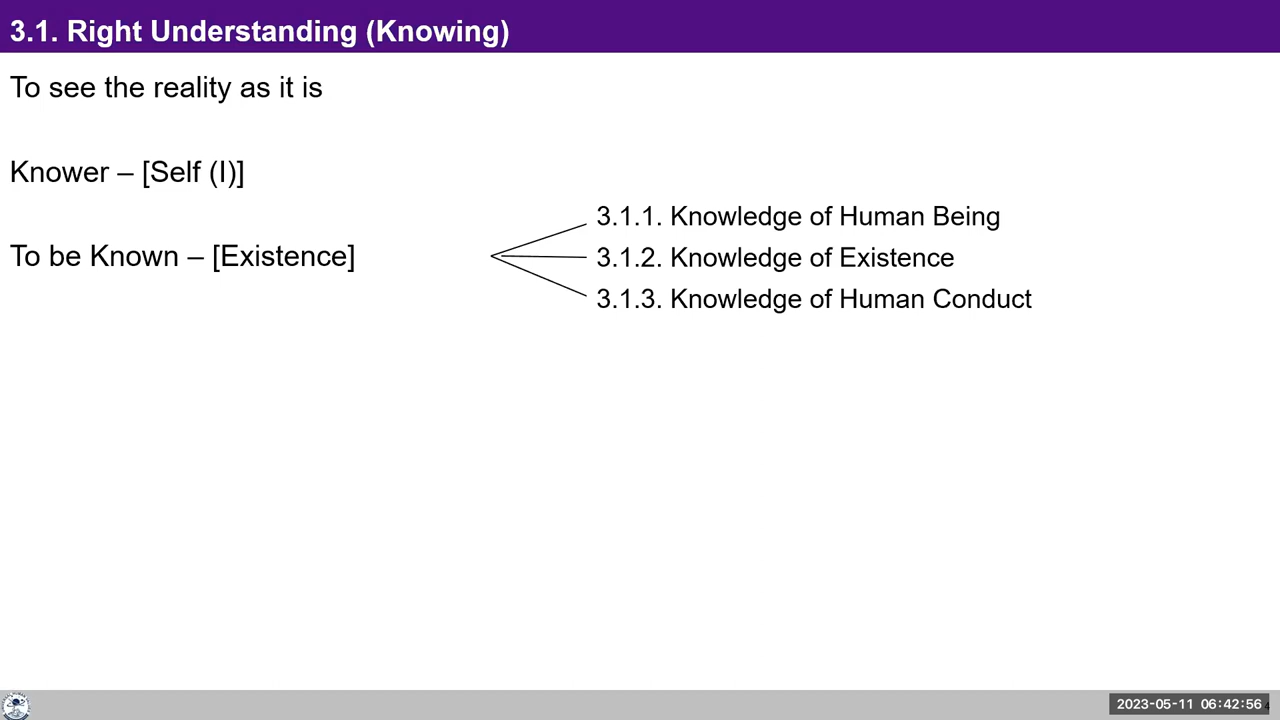 3.1. Right Understanding (Knowing)
To see the reality as it is
Knower – [Self (I)]
To be Known – [Existence]
3.1.1. Knowledge of Human Being
3.1.2. Knowledge of Existence
3.1.3. Knowledge of Human Conduct
2023-05-11 06:42:56